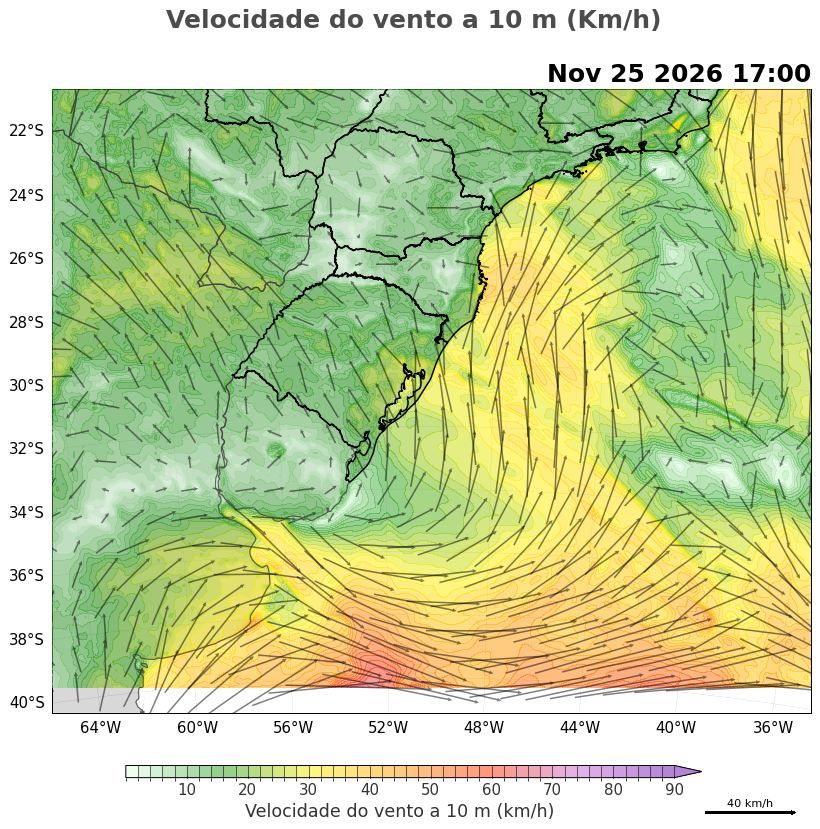 Velocidade do vento a 10 m (Km/h)
Nov 25 2026 17:00
22°S
24°S
26°S
28°S
30°S
32°S
34°S
36°S
38°S
40°S
64°W 60°W 56°W 52°W 48°W 44°W 40°W 36°W
10 20 30 40 50 60 70 80 90
Velocidade do vento a 10 m (km/h)
40 km/h